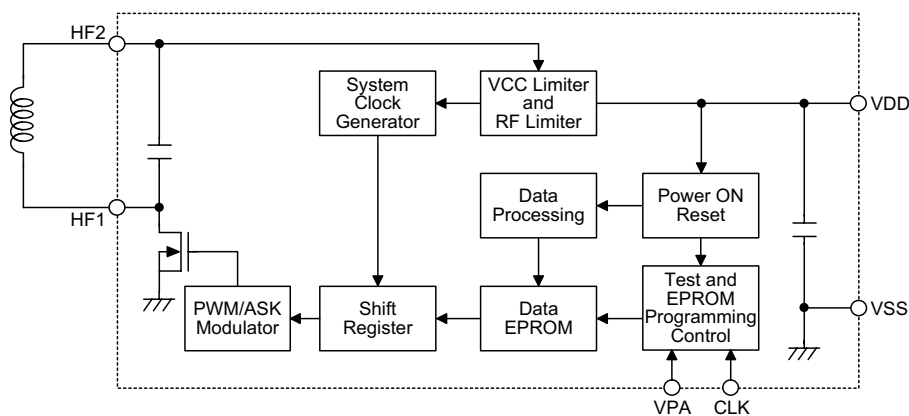 HF2
System
Clock
Generator
VCC Limiter
and
RF Limiter
VDD
HF1
Data
Processing
Power ON
Reset
PWM/ASK
Modulator
Shift
Register
Data
EPROM
Test and
EPROM
Programming
Control
VSS
VPA
CLK